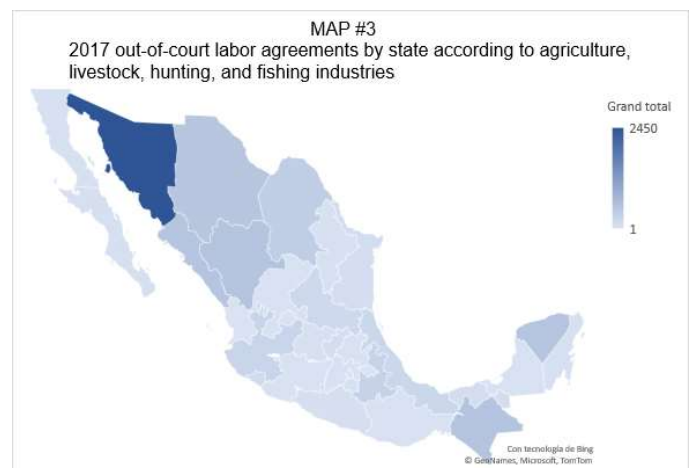 MAP #3
2017 out-of-court labor agreements by state according to agriculture,
livestock, hunting, and fishing industries
Grand total
2450
1
Con tecnología de Bing
© GeoNames, Microsoft, TomTom